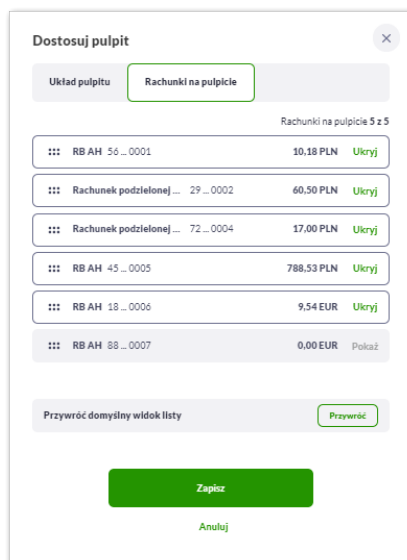 Dostosuj pulpit
Układ pulpitu Rachunki na pulpicie
Rachunki na pulpicie 5 z 5
RB AH 56 ... 0001 10,18 PLN Ukryj
Rachunek podzielonej ... 29 ... 0002 60,50 PLN Ukryj
Rachunek podzielonej ... 72 ... 0004 17,00 PLN Ukryj
RB AH 45 ... 0005 788,53 PLN Ukryj
RB AH 18 ... 0006 9,54 EUR Ukryj
RB AH 88 ... 0007 0,00 EUR Pokaż
Przywróć domyślny widok listy Przywróć
Zapisz
Anuluj